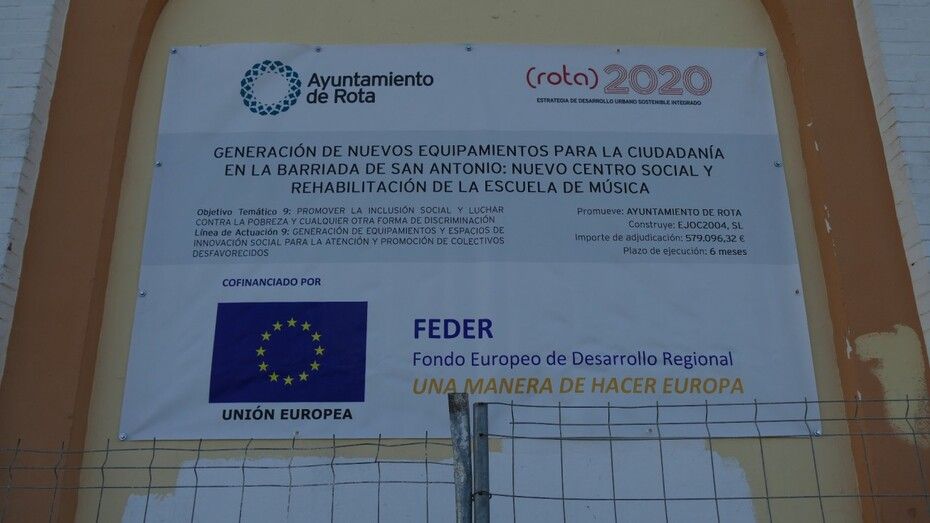 Ayuntamiento
de Rota
(rota) 2020
ESTRATEGIA DE DESARROLLO URBANO SOSTENIBLE INTEGRADO
GENERACIÓN DE NUEVOS EQUIPAMIENTOS PARA LA CIUDADANÍA
EN LA BARRIADA DE SAN ANTONIO: NUEVO CENTRO SOCIAL Y
REHABILITACIÓN DE LA ESCUELA DE MÚSICA
Objetivo Temático 9: PROMOVER LA INCLUSIÓN SOCIAL Y LUCHAR
CONTRA LA POBREZA Y CUALQUIER OTRA FORMA DE DISCRIMINACIÓN
Línea de Actuación 9: GENERACIÓN DE EQUIPAMIENTOS Y ESPACIOS DE
INNOVACIÓN SOCIAL PARA LA ATENCIÓN Y PROMOCIÓN DE COLECTIVOS
DESFAVORECIDOS
Promueve: AYUNTAMIENTO DE ROTA
Construye: EJOC2004, SL
Importe de adjudicación: 579.096,32 €
Plazo de ejecución: 6 meses
COFINANCIADO POR
UNIÓN EUROPEA
FEDER
Fondo Europeo de Desarrollo Regional
UNA MANERA DE HACER EUROPA